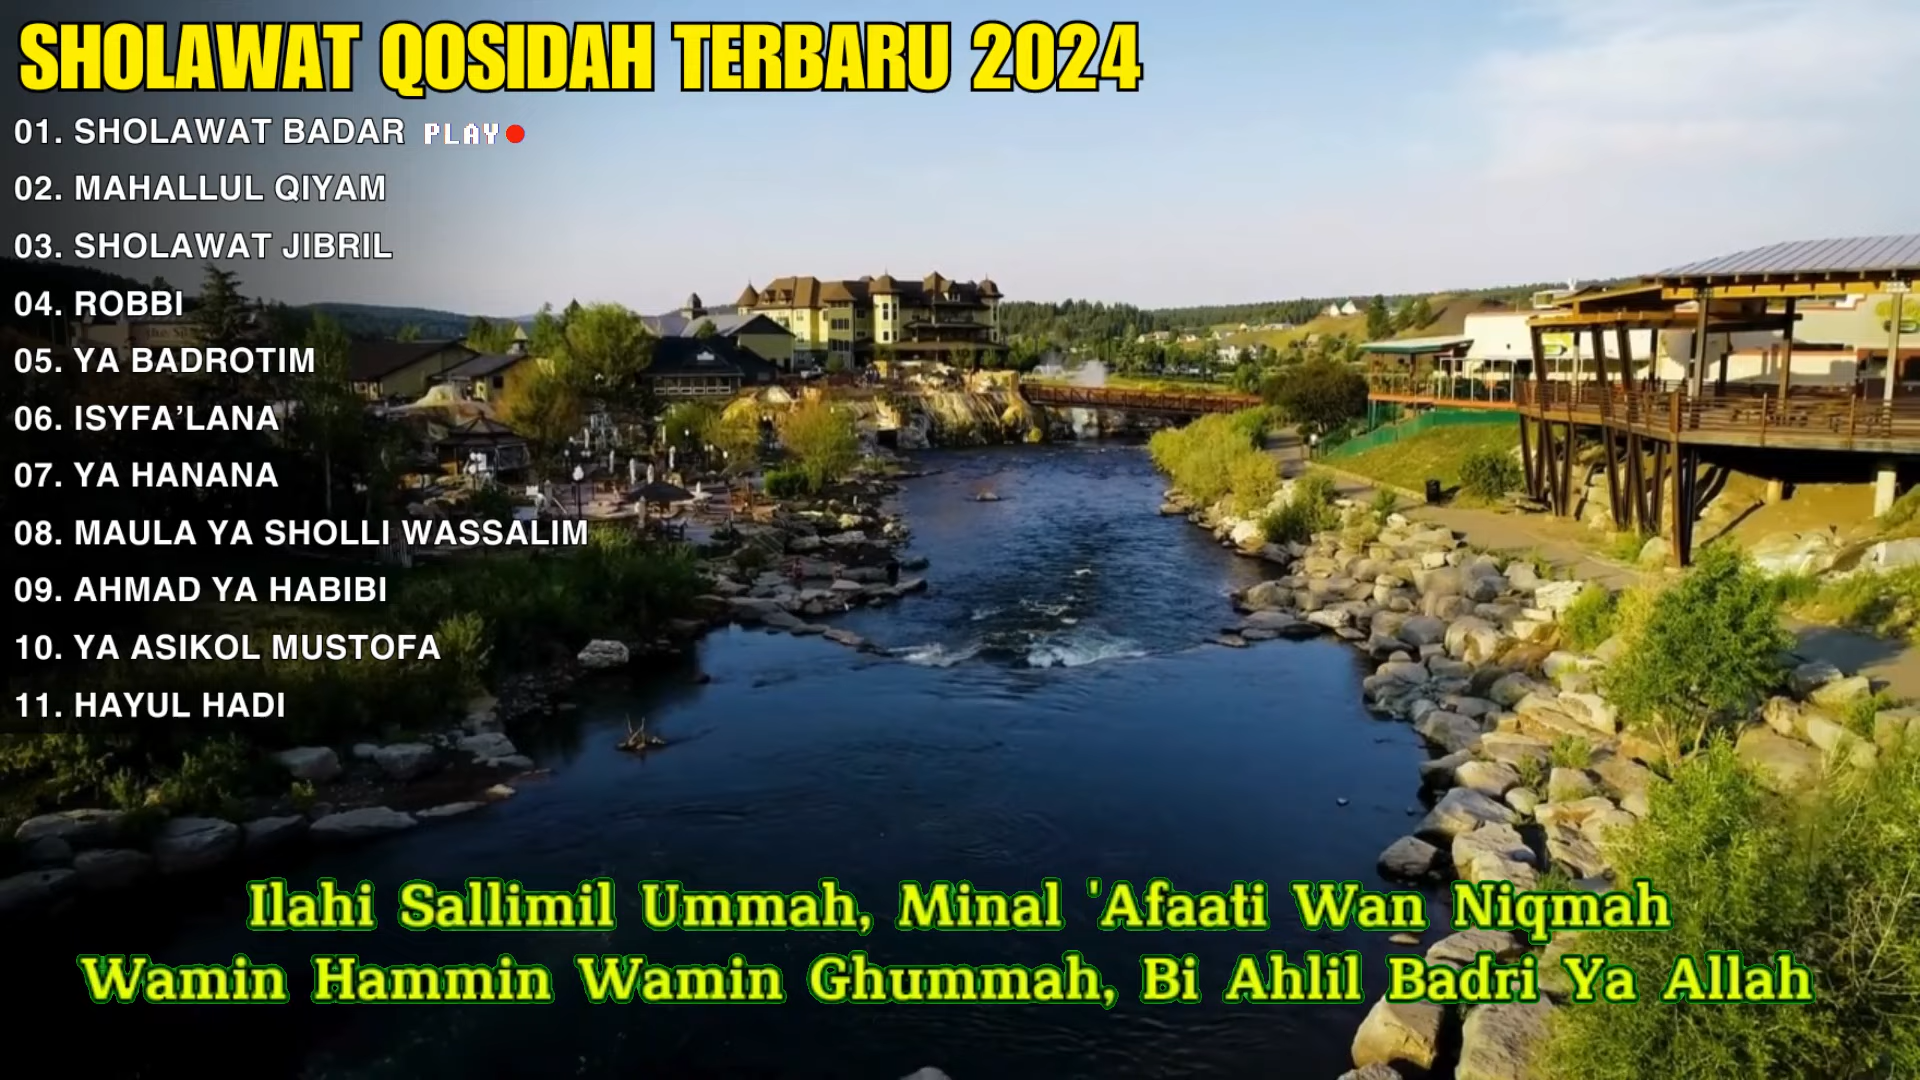 SHOLAWAT QOSIDAH TERBARU 2024
01. SHOLAWAT BADAR PLAY
02. MAHALLUL QIYAM
03. SHOLAWAT JIBRIL
04. ROBBI
05. YA BADROTIM
06. ISYFA’LANA
07. YA HANANA
08. MAULA YA SHOLLI WASSALIM
09. AHMAD YA HABIBI
10. YA ASIKOL MUSTOFA
11. HAYUL HADI
Ilahi Sallimil Ummah, Minal 'Afaati Wan Niqmah
Wamin Hammin Wamin Ghummah, Bi Ahlil Badri Ya Allah